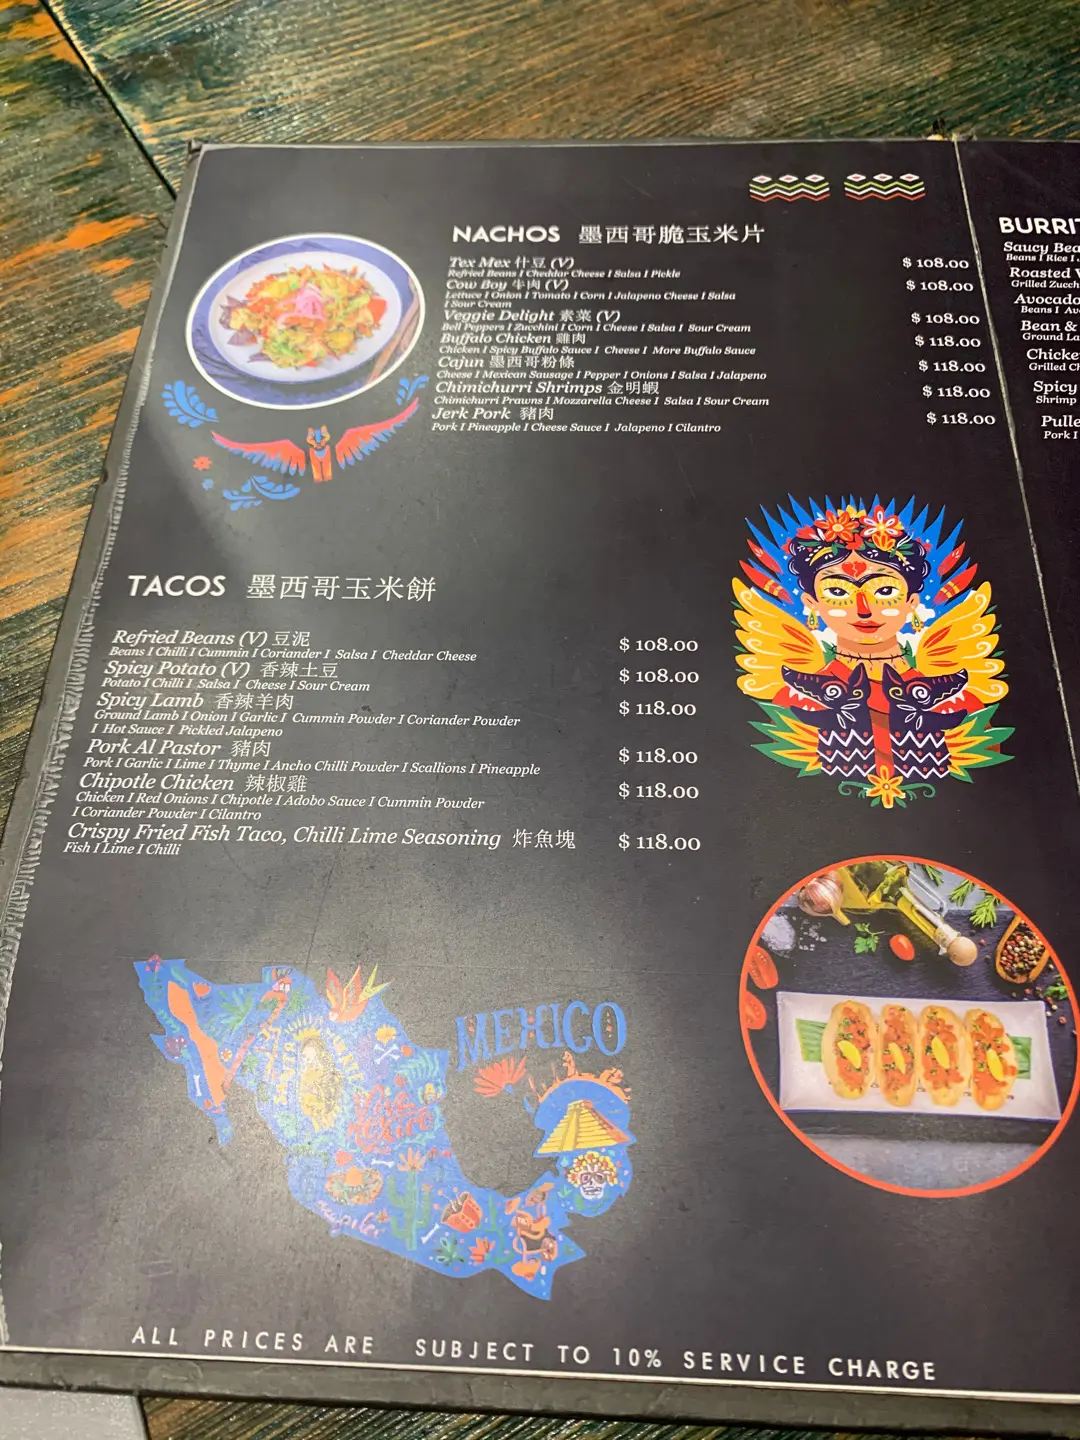 NACHOS 墨西哥脆玉米片
Tex Mex 什豆 (V)
$ 108.00
Refried Beans I Cheddar Cheese I Salsa I Pickle
Cow Boy 牛肉 (V)
$ 108.00
Lettuce I Onion I Tomato I Corn I Jalapeno Cheese I Salsa
I Sour Cream
Veggie Delight 素菜 (V)
$ 108.00
Bell Peppers I Zucchini I Corn I Cheese I Salsa I Sour Cream
Buffalo Chicken 雞肉
$ 118.00
Chicken I Spicy Buffalo Sauce I Cheese I More Buffalo Sauce
Cajun 墨西哥粉條
$ 118.00
Cheese I Mexican Sausage I Pepper I Onions I Salsa I Jalapeno
Chimichurri Shrimps 金明蝦
$ 118.00
Chimichurri Prawns I Mozzarella Cheese I Salsa I Sour Cream
Jerk Pork 豬肉
$ 118.00
Pork I Pineapple I Cheese Sauce I Jalapeno I Cilantro
TACOS 墨西哥玉米餅
Refried Beans (V) 豆泥
$ 108.00
Beans I Chilli I Cummin I Coriander I Salsa I Cheddar Cheese
Spicy Potato (V) 香辣土豆
$ 108.00
Potato I Chilli I Salsa I Cheese I Sour Cream
Spicy Lamb 香辣羊肉
$ 118.00
Ground Lamb I Onion I Garlic I Cummin Powder I Coriander Powder
I Hot Sauce I Pickled Jalapeno
Pork Al Pastor 豬肉
$ 118.00
Pork I Garlic I Lime I Thyme I Ancho Chilli Powder I Scallions I Pineapple
Chipotle Chicken 辣椒雞
$ 118.00
Chicken I Red Onions I Chipotle I Adobo Sauce I Cummin Powder
I Coriander Powder I Cilantro
Crispy Fried Fish Taco, Chilli Lime Seasoning 炸魚塊
$ 118.00
Fish I Lime I Chilli
MEXICO
ALL PRICES ARE SUBJECT TO 10% SERVICE CHARGE
BURRIT
Saucy Bea
Beans I Rice I
Roasted V
Grilled Zucch
Avocado
Beans I Av
Bean &
Ground La
Chicke
Grilled Ch
Spicy
Shrimp
Pulle
Pork I